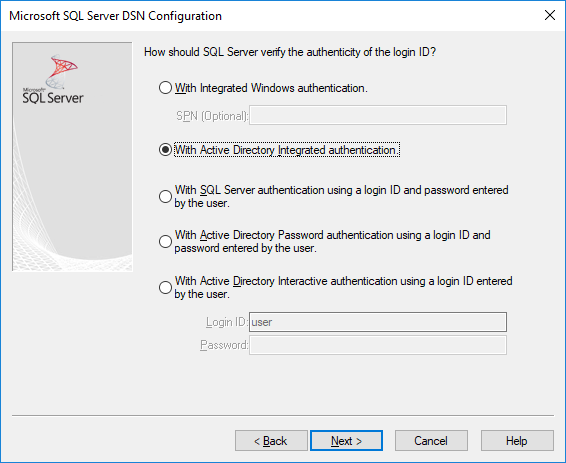 Microsoft SQL Server DSN Configuration
Microsoft
SQL Server
How should SQL Server verify the authenticity of the login ID?
With Integrated Windows authentication.
SPN (Optional):
With Active Directory Integrated authentication.
With SQL Server authentication using a login ID and password entered
by the user.
With Active Directory Password authentication using a login ID and
password entered by the user.
With Active Directory Interactive authentication using a login ID entered
by the user.
Login ID: user
Password:
< Back Next > Cancel Help